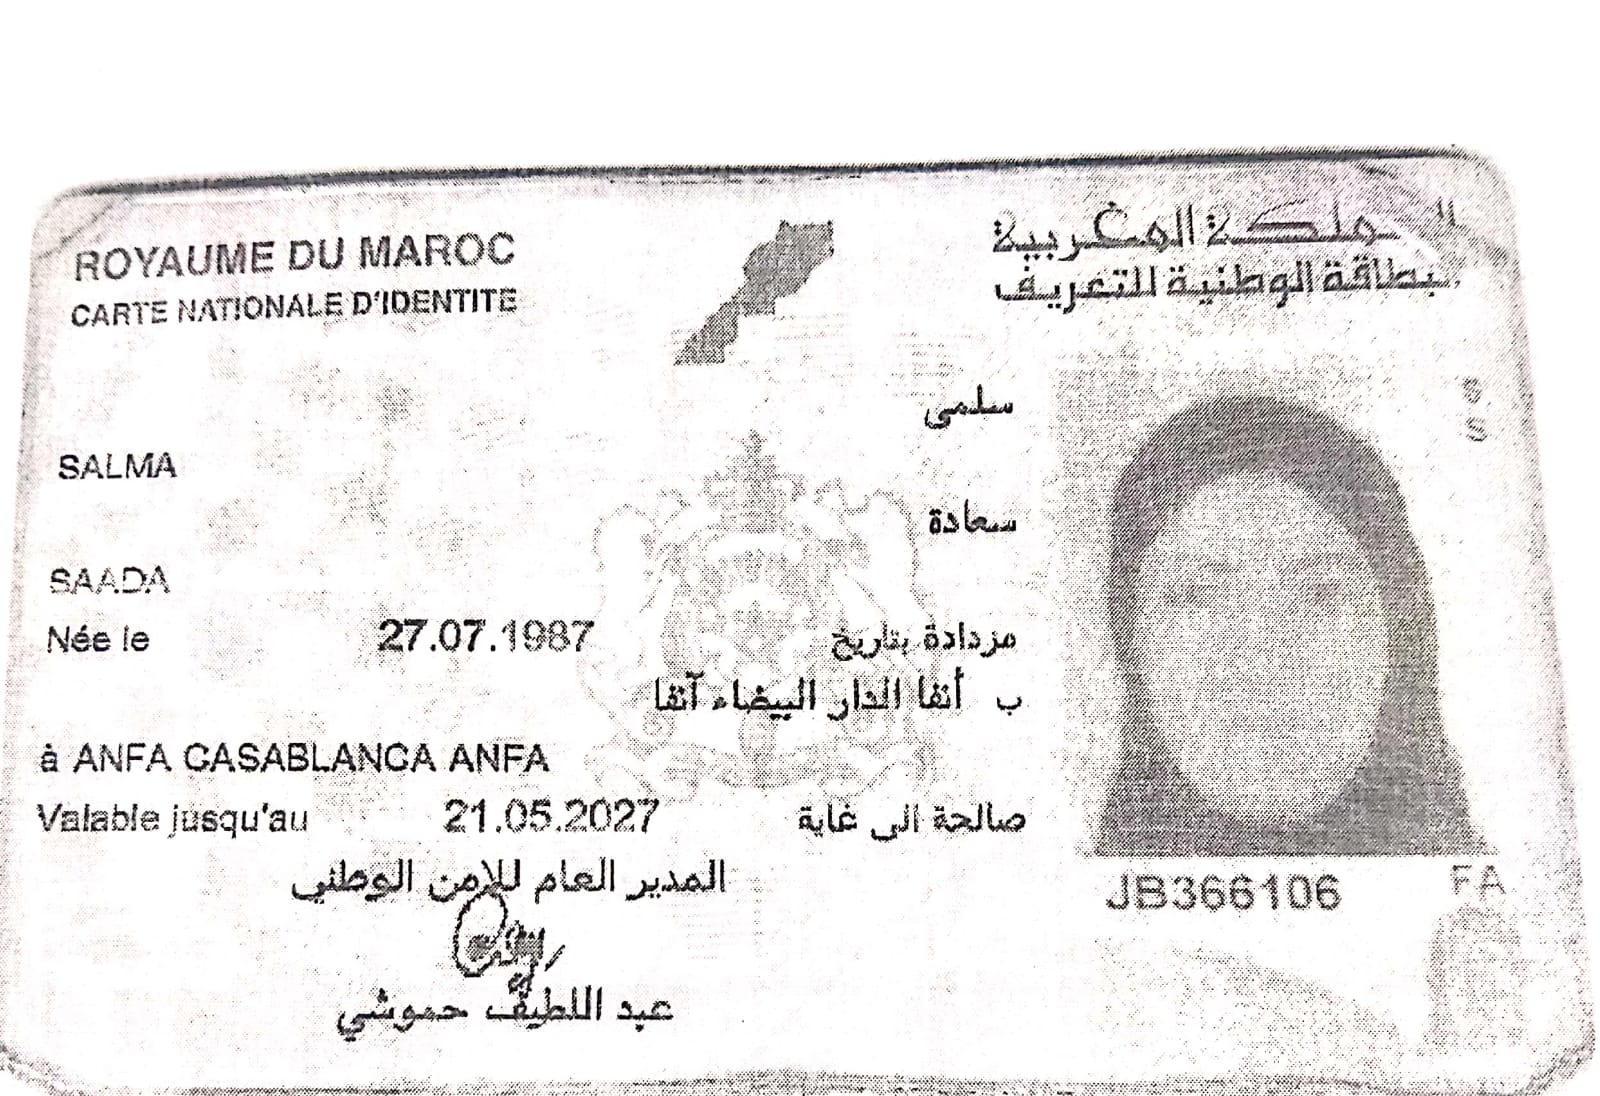 ROYAUME DU MAROC
المملكة المغربية
CARTE NATIONALE D'IDENTITE
البطاقة الوطنية للتعريف
سلمى
SALMA
سعادة
SAADA
Née le 27.07.1987 مزدادة بتاريخ
ب أنفا الدار البيضاء آنفا
à ANFA CASABLANCA ANFA
Valable jusqu'au 21.05.2027 صالحة الى غاية
المدير العام للامن الوطني
عبد اللطيف حموشي
JB366106
FA